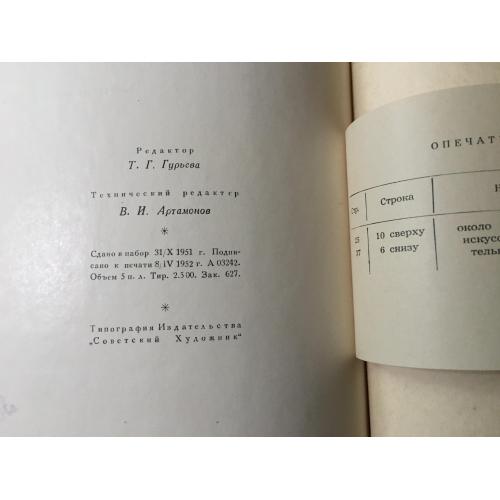 Редактор
Т. Г. Гурьева
Технический редактор
В. И. Артамонов
Сдано в набор 31/X 1951 г. Подпи-
сано к печати 8/IV 1952 г. А 03242.
Объем 5 п. л. Тир. 2.500. Зак. 627.
Типография Издательства
„Советский Художник"
ОПЕЧАТ
Стр. Строка Н
25 10 сверху около
37 6 снизу искусс
тельн